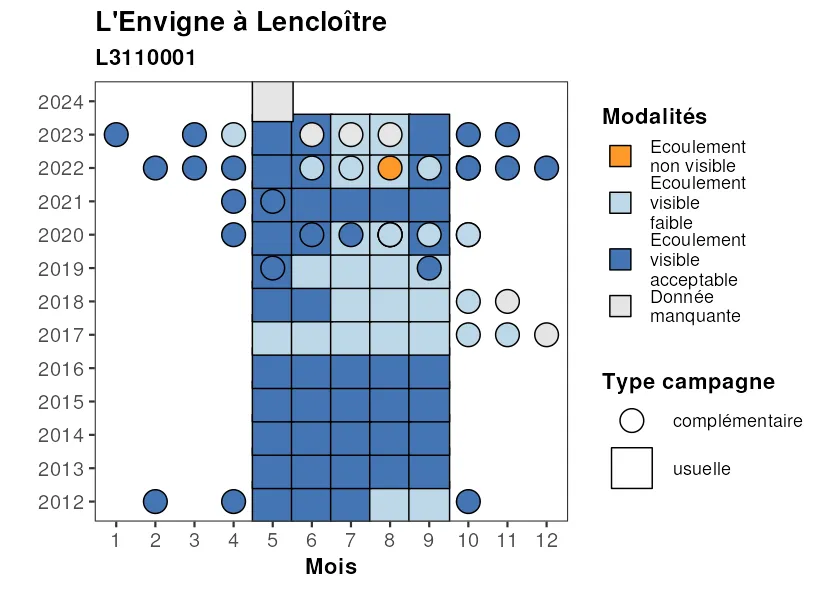 L'Envigne à Lencloître
L3110001
2024
2023
2022
2021
2020
2019
2018
2017
2016
2015
2014
2013
2012
1 2 3 4 5 6 7 8 9 10 11 12
Mois
Modalités
Ecoulement
non visible
Ecoulement
visible
faible
Ecoulement
visible
acceptable
Donnée
manquante
Type campagne
complémentaire
usuelle